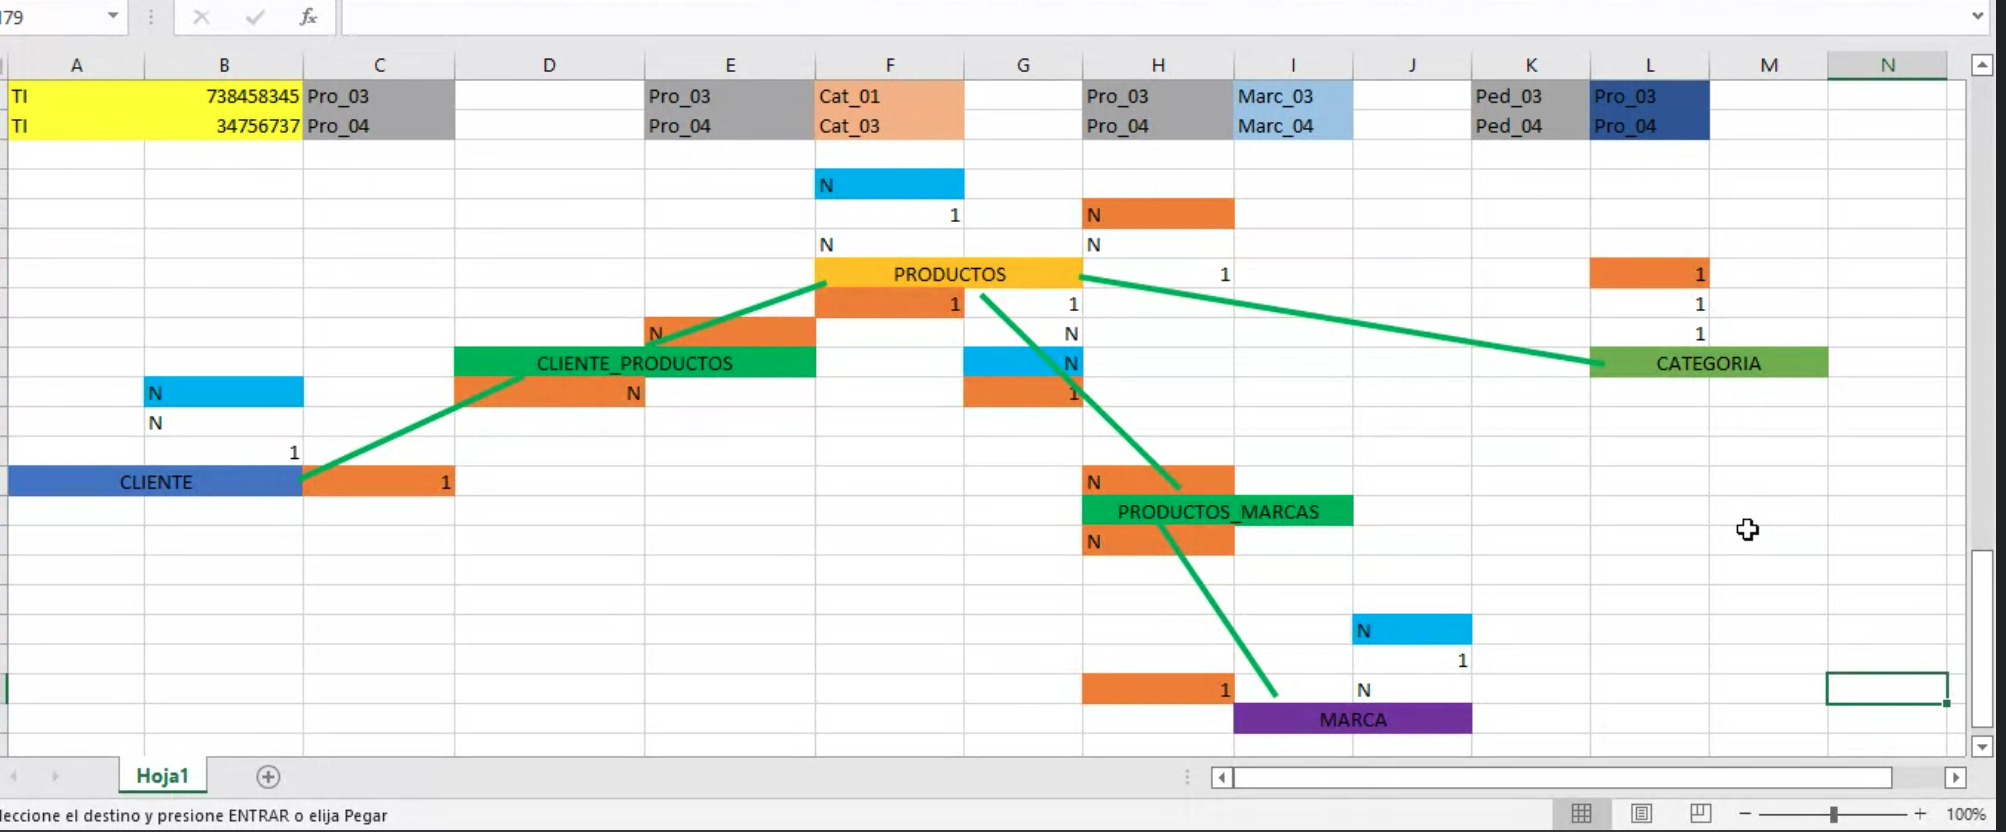 179 fx
A B C D E F G H I J K L M N
TI 738458345 Pro_03 Pro_03 Cat_01 Pro_03 Marc_03 Ped_03 Pro_03
TI 34756737 Pro_04 Pro_04 Cat_03 Pro_04 Marc_04 Ped_04 Pro_04
N
1 N
N N
PRODUCTOS 1 1
1 1 1
N N 1
CLIENTE_PRODUCTOS N CATEGORIA
N N 1
N
1
CLIENTE 1 N
PRODUCTOS_MARCAS
N
N
1
1 N
MARCA
Hoja1
leccione el destino y presione ENTRAR o elija Pegar 100%